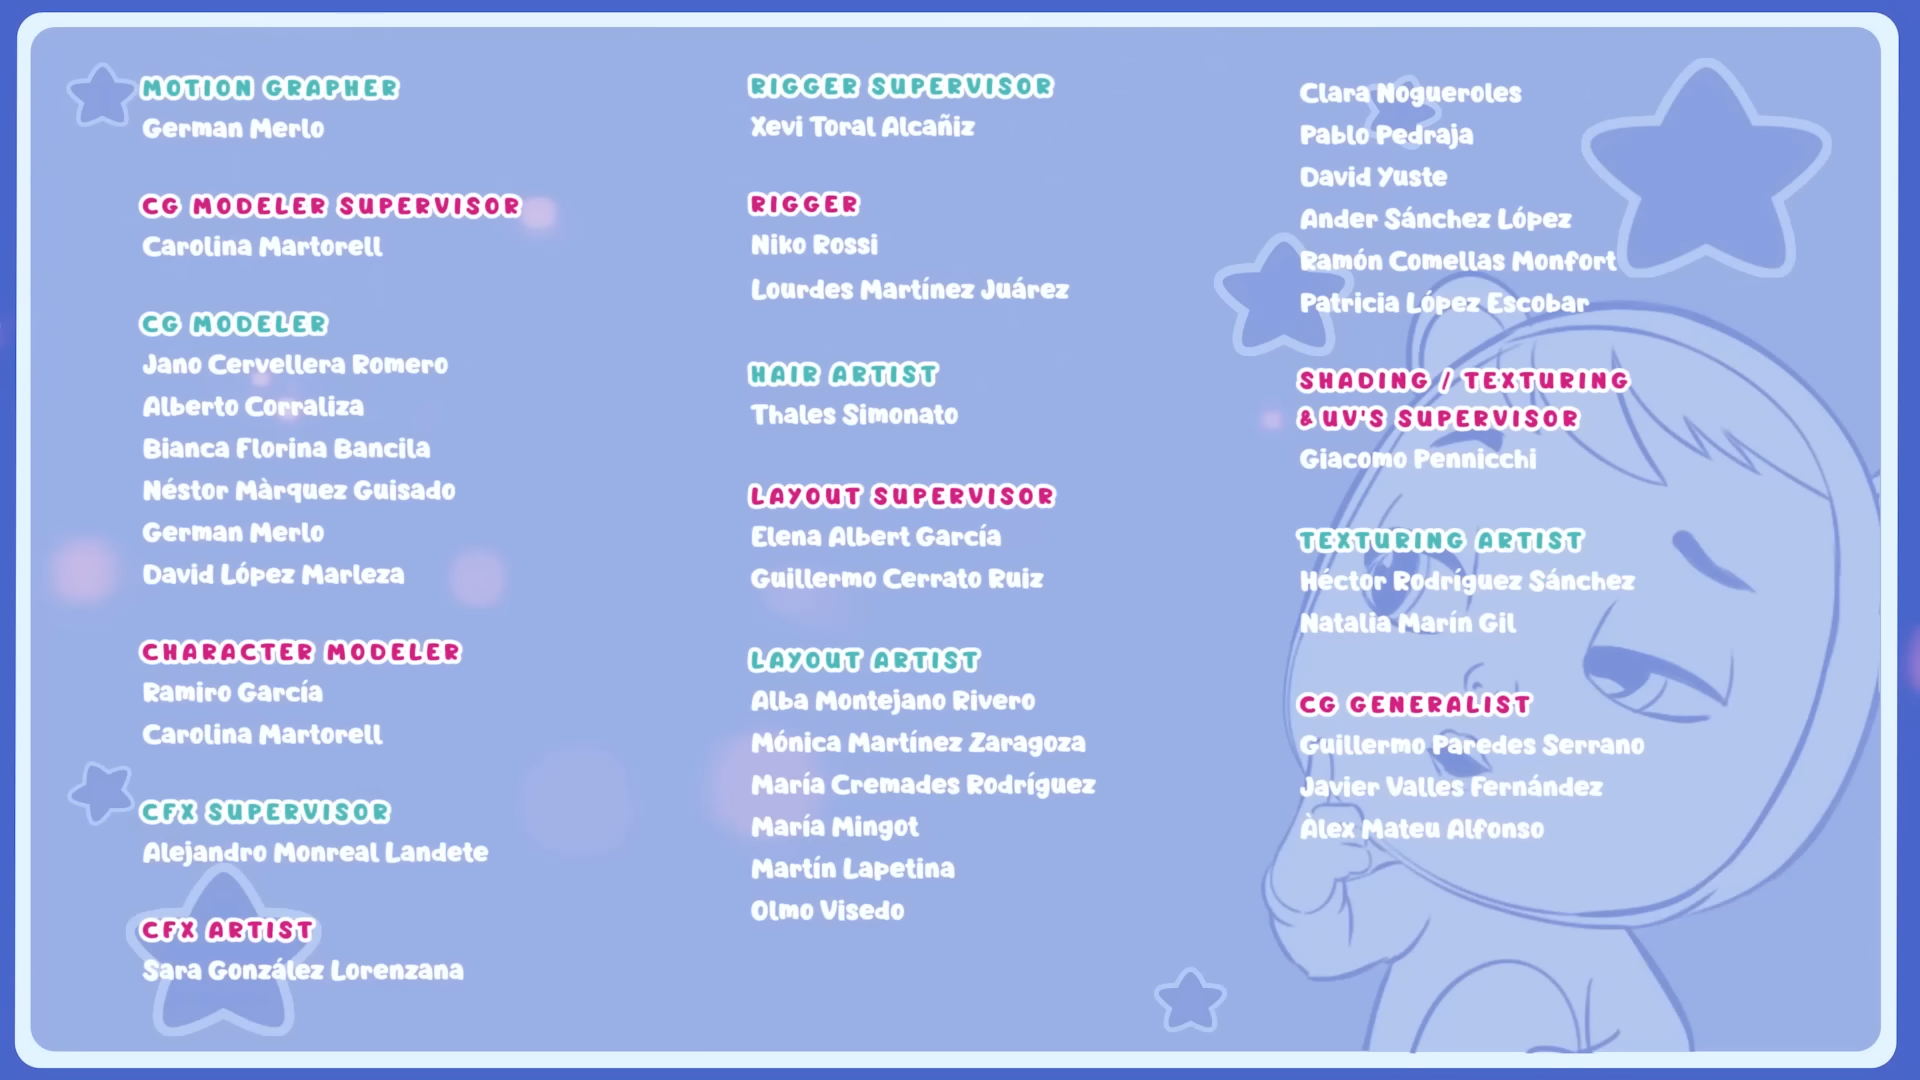 MOTION GRAPHER
German Merlo
CG MODELER SUPERVISOR
Carolina Martorell
CG MODELER
Jano Cervellera Romero
Alberto Corraliza
Bianca Florina Bancila
Néstor Màrquez Guisado
German Merlo
David López Marleza
CHARACTER MODELER
Ramiro García
Carolina Martorell
CFX SUPERVISOR
Alejandro Monreal Landete
CFX ARTIST
Sara González Lorenzana
RIGGER SUPERVISOR
Xevi Toral Alcañiz
RIGGER
Niko Rossi
Lourdes Martínez Juárez
HAIR ARTIST
Thales Simonato
LAYOUT SUPERVISOR
Elena Albert García
Guillermo Cerrato Ruiz
LAYOUT ARTIST
Alba Montejano Rivero
Mónica Martínez Zaragoza
María Cremades Rodríguez
María Mingot
Martín Lapetina
Olmo Visedo
Clara Nogueroles
Pablo Pedraja
David Yuste
Ander Sánchez López
Ramón Comellas Monfort
Patricia López Escobar
SHADING / TEXTURING
& UV'S SUPERVISOR
Giacomo Pennicchi
TEXTURING ARTIST
Héctor Rodríguez Sánchez
Natalia Marín Gil
CG GENERALIST
Guillermo Paredes Serrano
Javier Valles Fernández
Àlex Mateu Alfonso